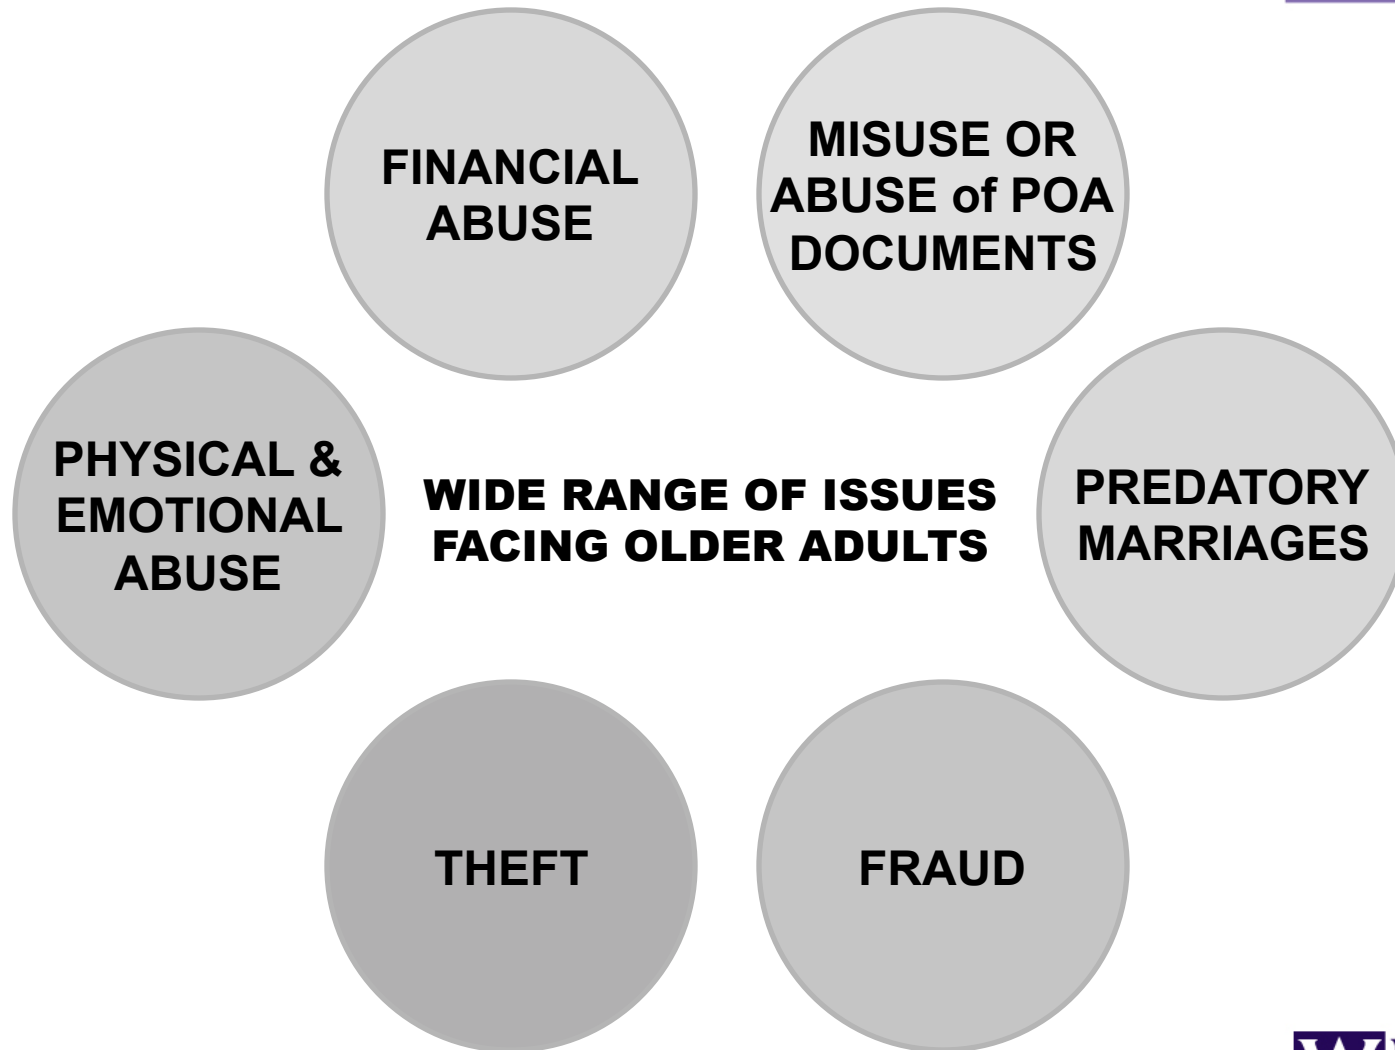 FINANCIAL
ABUSE
MISUSE OR
ABUSE of POA
DOCUMENTS
PHYSICAL &
EMOTIONAL
ABUSE
WIDE RANGE OF ISSUES
FACING OLDER ADULTS
PREDATORY
MARRIAGES
THEFT
FRAUD